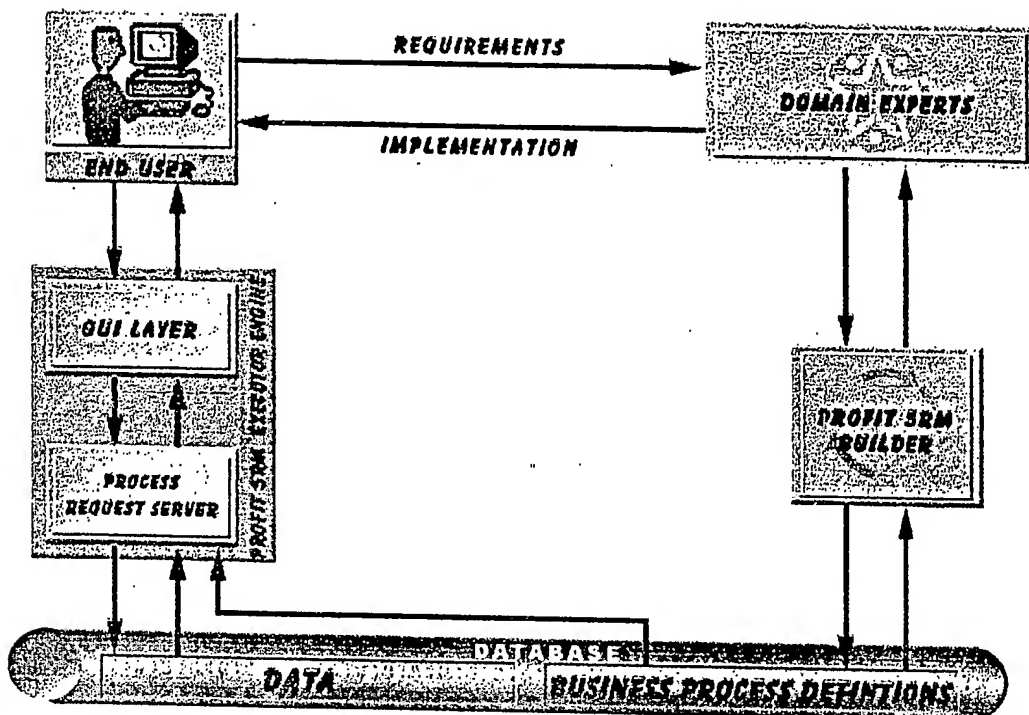 REQUIREMENTS
DOMAIN EXPERTS
IMPLEMENTATION
END USER
GUI LAYER
PROFIT SRM EXECUTOR ENGINE
PROFIT SRM
BUILDER
PROCESS
REQUEST SERVER
DATABASE
DATA
BUSINESS PROCESS DEFINTIONS